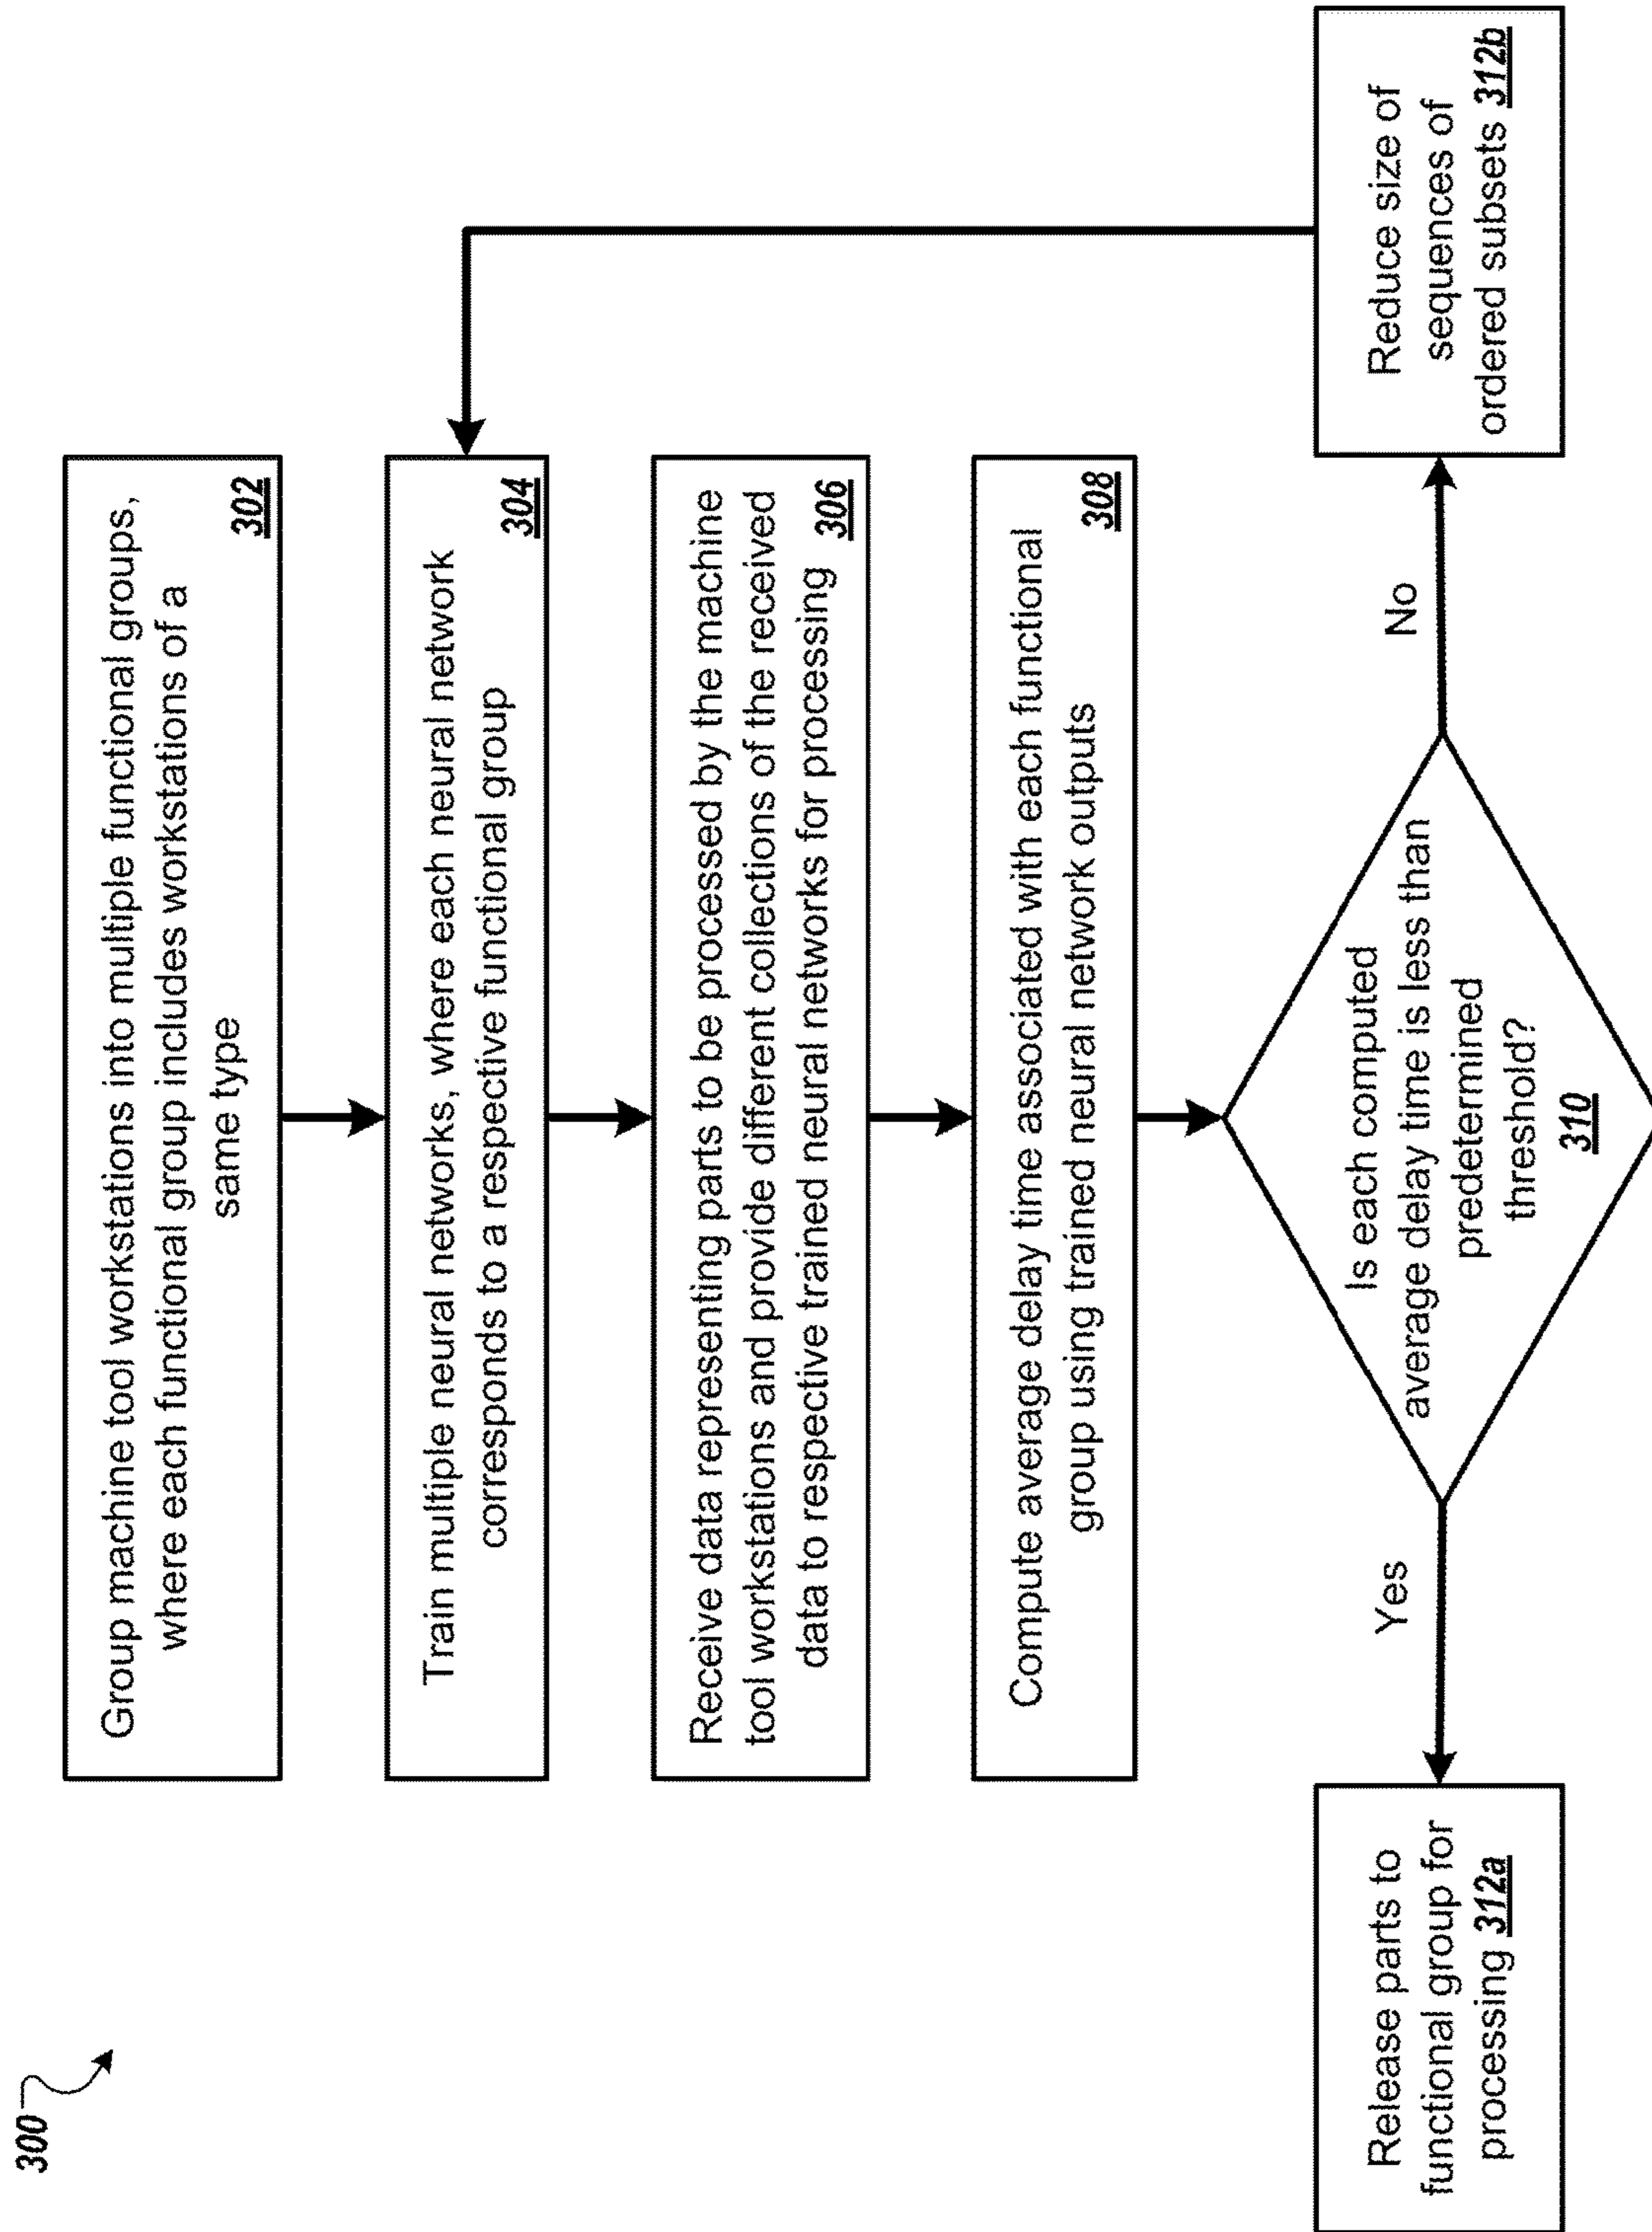 300
Group machine tool workstations into multiple functional groups,
where each functional group includes workstations of a
same type
302
Train multiple neural networks, where each neural network
corresponds to a respective functional group
304
Receive data representing parts to be processed by the machine
tool workstations and provide different collections of the received
data to respective trained neural networks for processing 306
Compute average delay time associated with each functional
group using trained neural network outputs
308
Is each computed
average delay time is less than
predetermined
threshold?
310
Yes
No
Release parts to
functional group for
processing 312a
Reduce size of
sequences of
ordered subsets 312b